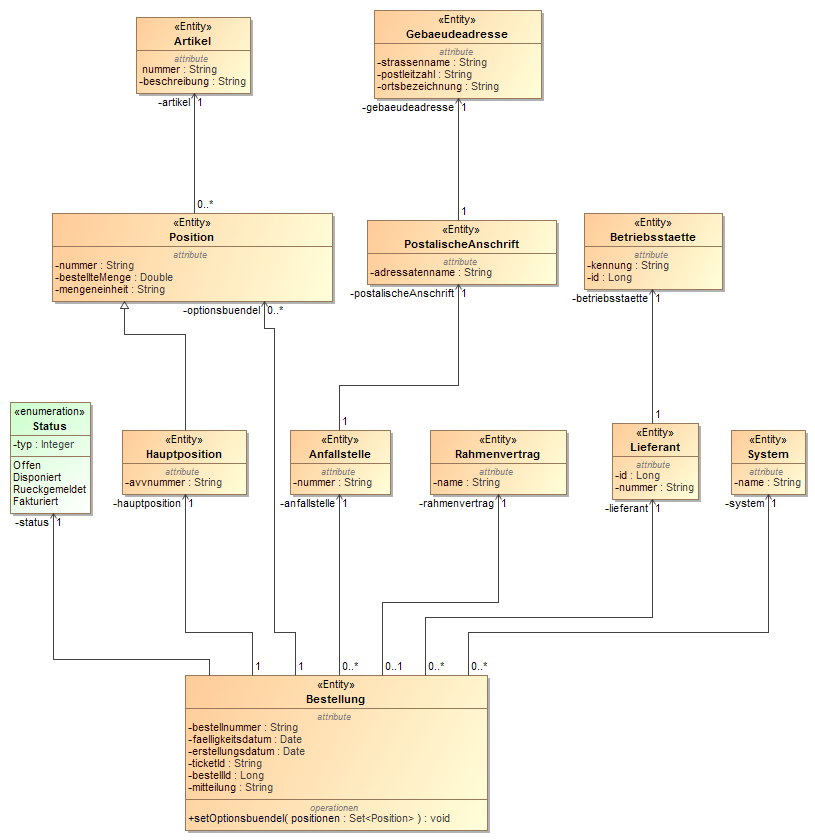 «Entity»
Artikel
attribute
nummer : String
-beschreibung : String
-artikel
1
«Entity»
Gebaeudeadresse
attribute
-strassenname : String
-postleitzahl : String
-ortsbezeichnung : String
-gebaeudeadresse
1
0..*
«Entity»
Position
attribute
-nummer : String
-bestellteMenge : Double
-mengeneinheit : String
-optionsbuendel
0..*
1
«Entity»
PostalischeAnschrift
attribute
-adressatenname : String
-postalischeAnschrift
1
«Entity»
Betriebsstaette
attribute
-kennung : String
-id : Long
-betriebsstaette
1
«enumeration»
Status
-typ : Integer
Offen
Disponiert
Rueckgemeldet
Fakturiert
-status
1
«Entity»
Hauptposition
attribute
-avvnummer : String
-hauptposition
1
1
«Entity»
Anfallstelle
attribute
-nummer : String
-anfallstelle
1
«Entity»
Rahmenvertrag
attribute
-name : String
-rahmenvertrag
1
1
«Entity»
Lieferant
attribute
-id : Long
-nummer : String
-lieferant
1
«Entity»
System
attribute
-name : String
-system
1
1
1
0..*
0..1
0..*
0..*
«Entity»
Bestellung
attribute
-bestellnummer : String
-faelligkeitsdatum : Date
-erstellungsdatum : Date
-ticketId : String
-bestellId : Long
-mitteilung : String
operationen
+setOptionsbuendel( positionen : Set<Position> ) : void